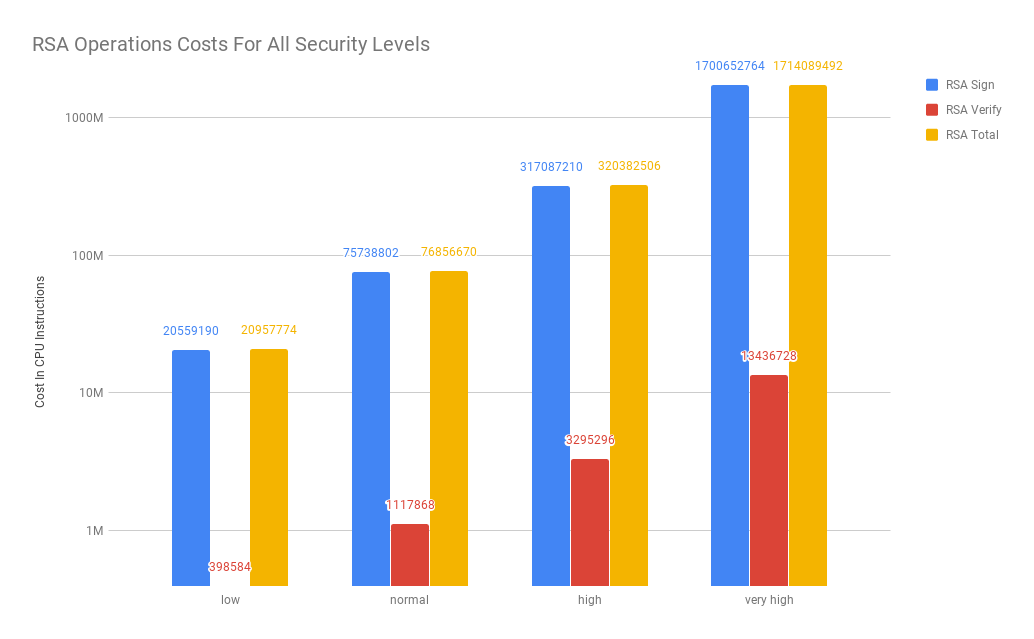 RSA Operations Costs For All Security Levels
1700652764 1714089492
RSA Sign
RSA Verify
RSA Total
1000M
317087210 320382506
75738802 76856670
100M
20559190 20957774
13436728
Cost In CPU Instructions
10M
3295296
1117868
1M
398584
low normal high very high